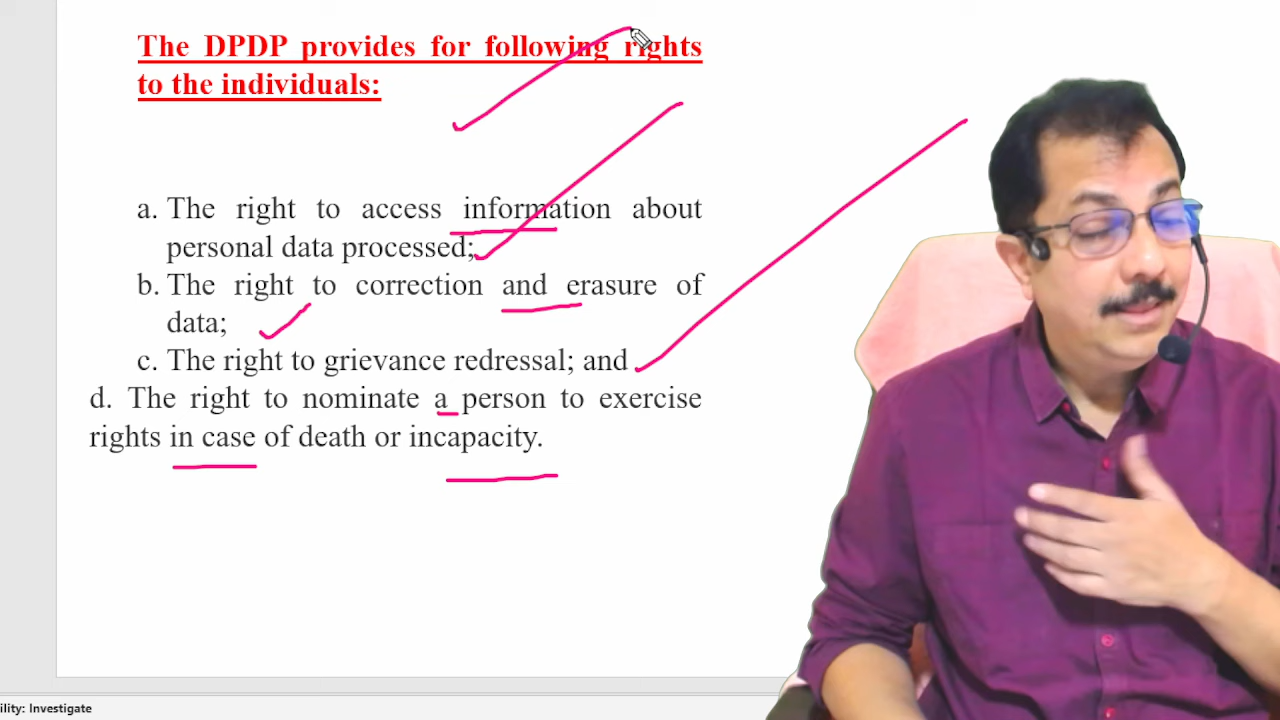 The DPDP provides for following rights
to the individuals:
a. The right to access information about
personal data processed;
b. The right to correction and erasure of
data;
c. The right to grievance redressal; and
d. The right to nominate a person to exercise
rights in case of death or incapacity.
ility: Investigate